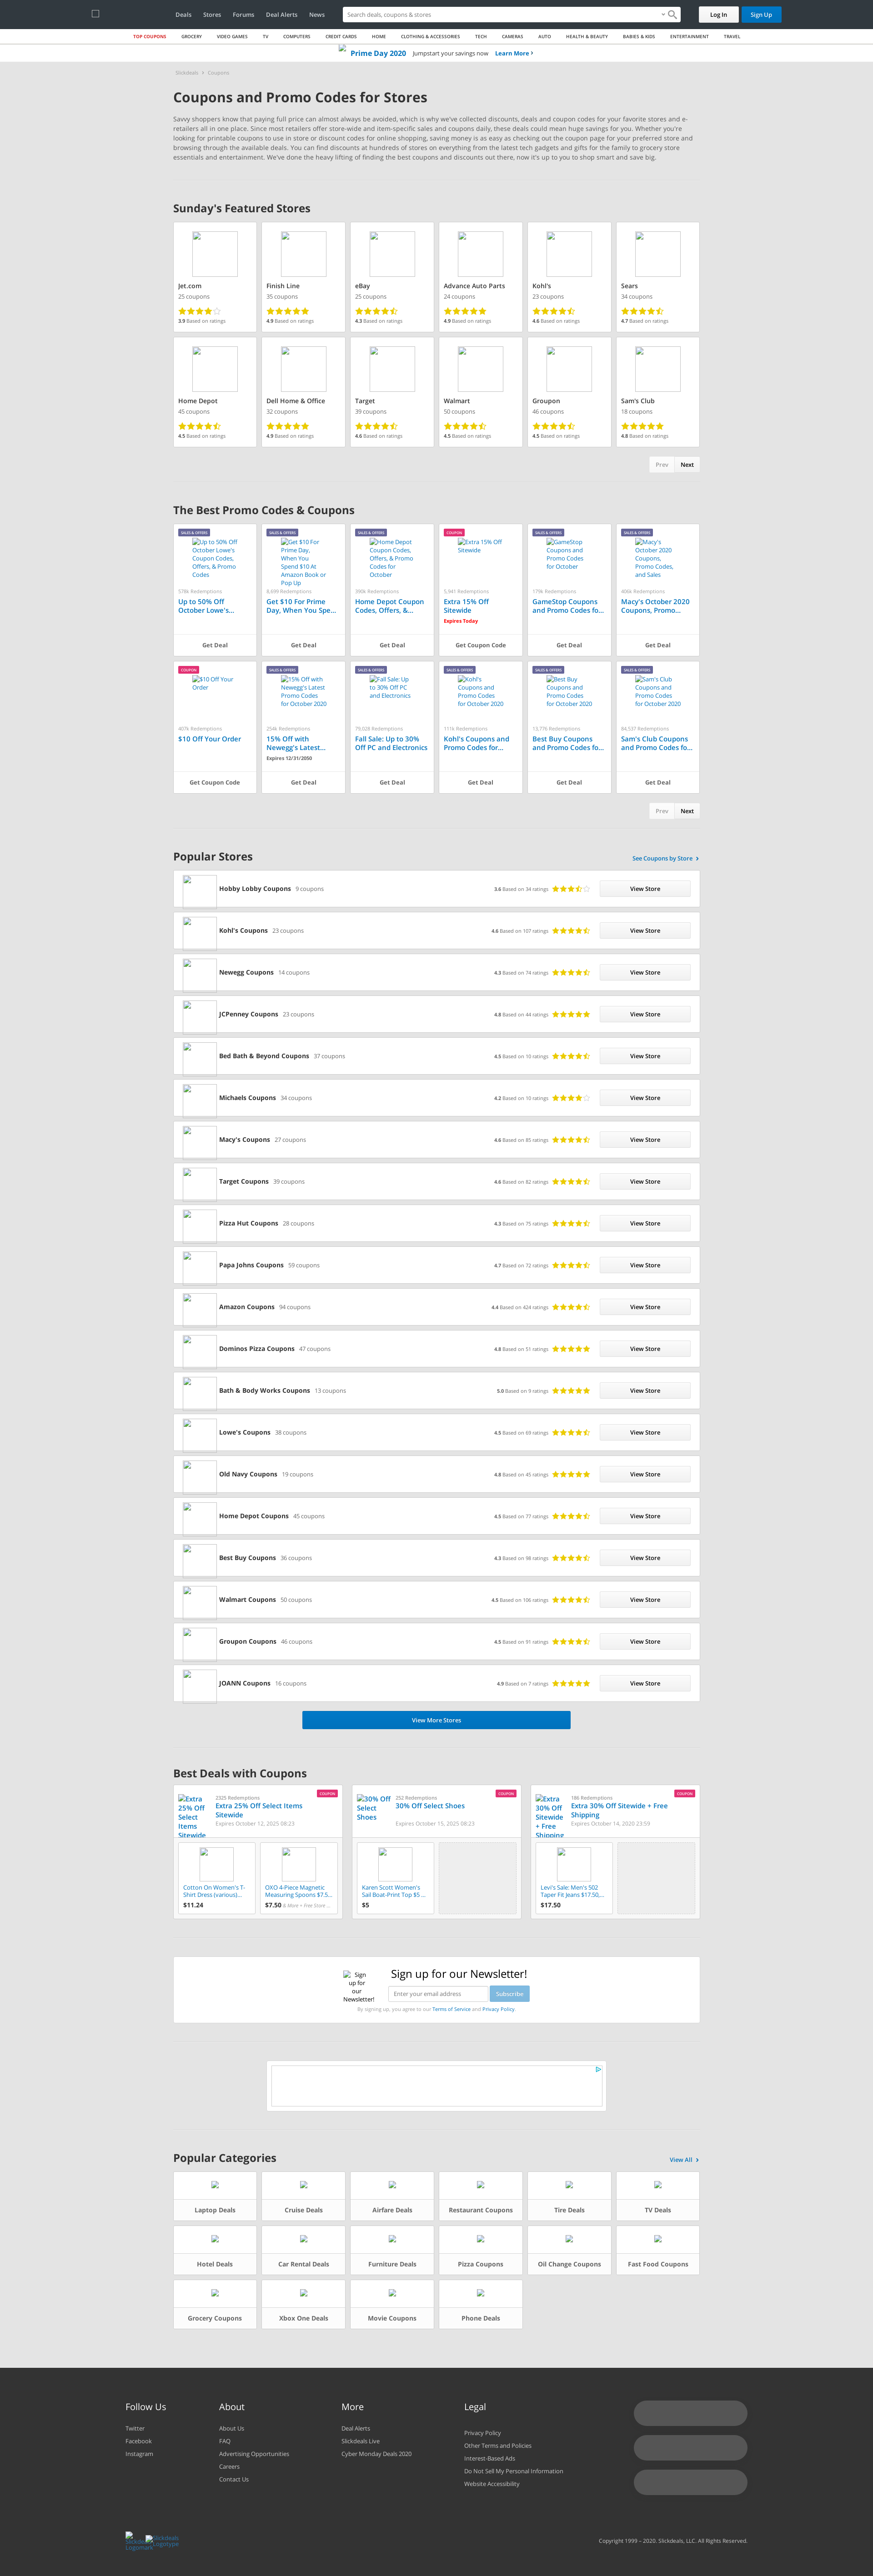 Deals Stores Forums Deal Alerts News
Search deals, coupons & stores
Log In
Sign Up
TOP COUPONS GROCERY VIDEO GAMES TV COMPUTERS CREDIT CARDS HOME CLOTHING & ACCESSORIES TECH CAMERAS AUTO HEALTH & BEAUTY BABIES & KIDS ENTERTAINMENT TRAVEL
Prime Day 2020 Jumpstart your savings now Learn More
Slickdeals > Coupons
Coupons and Promo Codes for Stores
Savvy shoppers know that paying full price can almost always be avoided, which is why we've collected discounts, deals and coupon codes for your favorite stores and e-
retailers all in one place. Since most retailers offer store-wide and item-specific sales and coupons daily, these deals could mean huge savings for you. Whether you're
looking for printable coupons to use in store or discount codes for online shopping, saving money is as easy as checking out the coupon page for your preferred store and
browsing through the available deals. You can find discounts at hundreds of stores on everything from the latest tech gadgets and gifts for the family to grocery store
essentials and entertainment. We've done the heavy lifting of finding the best coupons and discounts out there, now it's up to you to shop smart and save big.
Sunday's Featured Stores
Jet.com
25 coupons
3.9 Based on ratings
Finish Line
35 coupons
4.9 Based on ratings
eBay
25 coupons
4.3 Based on ratings
Advance Auto Parts
24 coupons
4.9 Based on ratings
Kohl's
23 coupons
4.6 Based on ratings
Sears
34 coupons
4.7 Based on ratings
Home Depot
45 coupons
4.5 Based on ratings
Dell Home & Office
32 coupons
4.9 Based on ratings
Target
39 coupons
4.6 Based on ratings
Walmart
50 coupons
4.5 Based on ratings
Groupon
46 coupons
4.5 Based on ratings
Sam's Club
18 coupons
4.8 Based on ratings
Prev Next
The Best Promo Codes & Coupons
SALES & OFFERS
Up to 50% Off
October Lowe's
Coupon Codes,
Offers, & Promo
Codes
578k Redemptions
Up to 50% Off
October Lowe's...
Get Deal
SALES & OFFERS
Get $10 For
Prime Day,
When You
Spend $10 At
Amazon Book or
Pop Up
8,699 Redemptions
Get $10 For Prime
Day, When You Spe...
Get Deal
SALES & OFFERS
Home Depot
Coupon Codes,
Offers, & Promo
Codes for
October
390k Redemptions
Home Depot Coupon
Codes, Offers, &...
Get Deal
COUPON
Extra 15% Off
Sitewide
5,941 Redemptions
Extra 15% Off
Sitewide
Expires Today
Get Coupon Code
SALES & OFFERS
GameStop
Coupons and
Promo Codes
for October
179k Redemptions
GameStop Coupons
and Promo Codes fo...
Get Deal
SALES & OFFERS
Macy's
October 2020
Coupons,
Promo Codes,
and Sales
406k Redemptions
Macy's October 2020
Coupons, Promo...
Get Deal
COUPON
$10 Off Your
Order
407k Redemptions
$10 Off Your Order
Get Coupon Code
SALES & OFFERS
15% Off with
Newegg's Latest
Promo Codes
for October 2020
254k Redemptions
15% Off with
Newegg's Latest...
Expires 12/31/2050
Get Deal
SALES & OFFERS
Fall Sale: Up
to 30% Off PC
and Electronics
79,028 Redemptions
Fall Sale: Up to 30%
Off PC and Electronics
Get Deal
SALES & OFFERS
Kohl's
Coupons and
Promo Codes
for October 2020
111k Redemptions
Kohl's Coupons and
Promo Codes for...
Get Deal
SALES & OFFERS
Best Buy
Coupons and
Promo Codes
for October 2020
13,776 Redemptions
Best Buy Coupons
and Promo Codes fo...
Get Deal
SALES & OFFERS
Sam's Club
Coupons and
Promo Codes
for October 2020
84,537 Redemptions
Sam's Club Coupons
and Promo Codes fo...
Get Deal
Prev Next
Popular Stores
See Coupons by Store
Hobby Lobby Coupons 9 coupons 3.6 Based on 34 ratings View Store
Kohl's Coupons 23 coupons 4.6 Based on 107 ratings View Store
Newegg Coupons 14 coupons 4.3 Based on 74 ratings View Store
JCPenney Coupons 23 coupons 4.8 Based on 44 ratings View Store
Bed Bath & Beyond Coupons 37 coupons 4.5 Based on 10 ratings View Store
Michaels Coupons 34 coupons 4.2 Based on 10 ratings View Store
Macy's Coupons 27 coupons 4.6 Based on 85 ratings View Store
Target Coupons 39 coupons 4.6 Based on 82 ratings View Store
Pizza Hut Coupons 28 coupons 4.3 Based on 75 ratings View Store
Papa Johns Coupons 59 coupons 4.7 Based on 72 ratings View Store
Amazon Coupons 94 coupons 4.4 Based on 424 ratings View Store
Dominos Pizza Coupons 47 coupons 4.8 Based on 51 ratings View Store
Bath & Body Works Coupons 13 coupons 5.0 Based on 9 ratings View Store
Lowe's Coupons 38 coupons 4.5 Based on 69 ratings View Store
Old Navy Coupons 19 coupons 4.8 Based on 45 ratings View Store
Home Depot Coupons 45 coupons 4.5 Based on 77 ratings View Store
Best Buy Coupons 36 coupons 4.3 Based on 98 ratings View Store
Walmart Coupons 50 coupons 4.5 Based on 106 ratings View Store
Groupon Coupons 46 coupons 4.5 Based on 91 ratings View Store
JOANN Coupons 16 coupons 4.9 Based on 7 ratings View Store
View More Stores
Best Deals with Coupons
COUPON
Extra
25% Off
Select
Items
Sitewide
2325 Redemptions
Extra 25% Off Select Items
Sitewide
Expires October 12, 2025 08:23
Cotton On Women's T-
Shirt Dress (various)...
$11.24
OXO 4-Piece Magnetic
Measuring Spoons $7.5...
$7.50 & More + Free Store ...
COUPON
30% Off
Select
Shoes
252 Redemptions
30% Off Select Shoes
Expires October 15, 2025 08:23
Karen Scott Women's
Sail Boat-Print Top $5 ...
$5
COUPON
Extra
30% Off
Sitewide
+ Free
Shipping
186 Redemptions
Extra 30% Off Sitewide + Free
Shipping
Expires October 14, 2020 23:59
Levi's Sale: Men's 502
Taper Fit Jeans $17.50,...
$17.50
Sign
up for
our
Newsletter!
Sign up for our Newsletter!
Enter your email address
Subscribe
By signing up, you agree to our Terms of Service and Privacy Policy.
Popular Categories
View All
Laptop Deals
Cruise Deals
Airfare Deals
Restaurant Coupons
Tire Deals
TV Deals
Hotel Deals
Car Rental Deals
Furniture Deals
Pizza Coupons
Oil Change Coupons
Fast Food Coupons
Grocery Coupons
Xbox One Deals
Movie Coupons
Phone Deals
Follow Us
Twitter
Facebook
Instagram
About
About Us
FAQ
Advertising Opportunities
Careers
Contact Us
More
Deal Alerts
Slickdeals Live
Cyber Monday Deals 2020
Legal
Privacy Policy
Other Terms and Policies
Interest-Based Ads
Do Not Sell My Personal Information
Website Accessibility
Slickdeals
Logotype
Copyright 1999 – 2020. Slickdeals, LLC. All Rights Reserved.